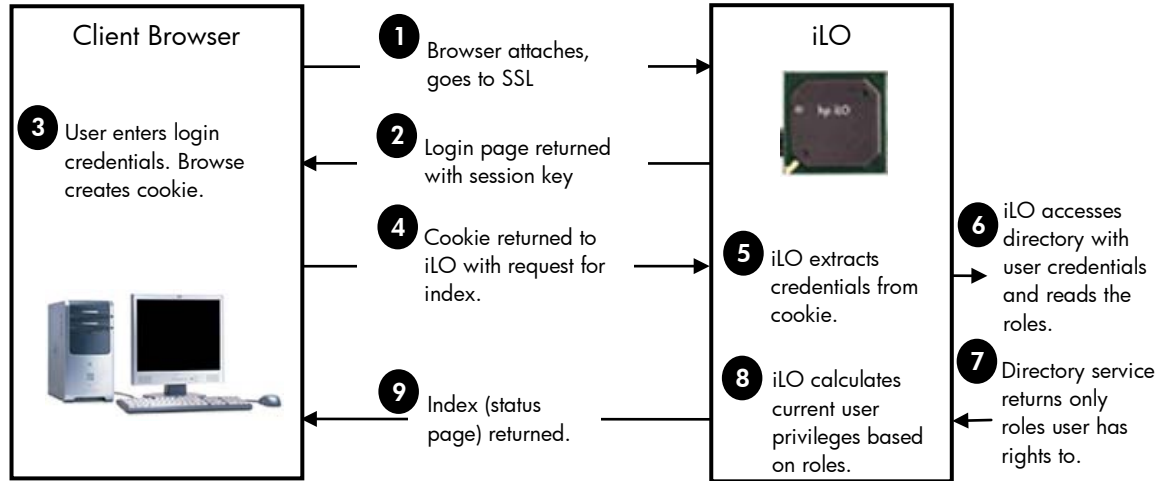 Client Browser
iLO
hp iLO
1
Browser attaches,
goes to SSL
2
Login page returned
with session key
3
User enters login
credentials. Browse
creates cookie.
4
Cookie returned to
iLO with request for
index.
5
iLO extracts
credentials from
cookie.
6
iLO accesses
directory with
user credentials
and reads the
roles.
7
Directory service
returns only
roles user has
rights to.
8
iLO calculates
current user
privileges based
on roles.
9
Index (status
page) returned.